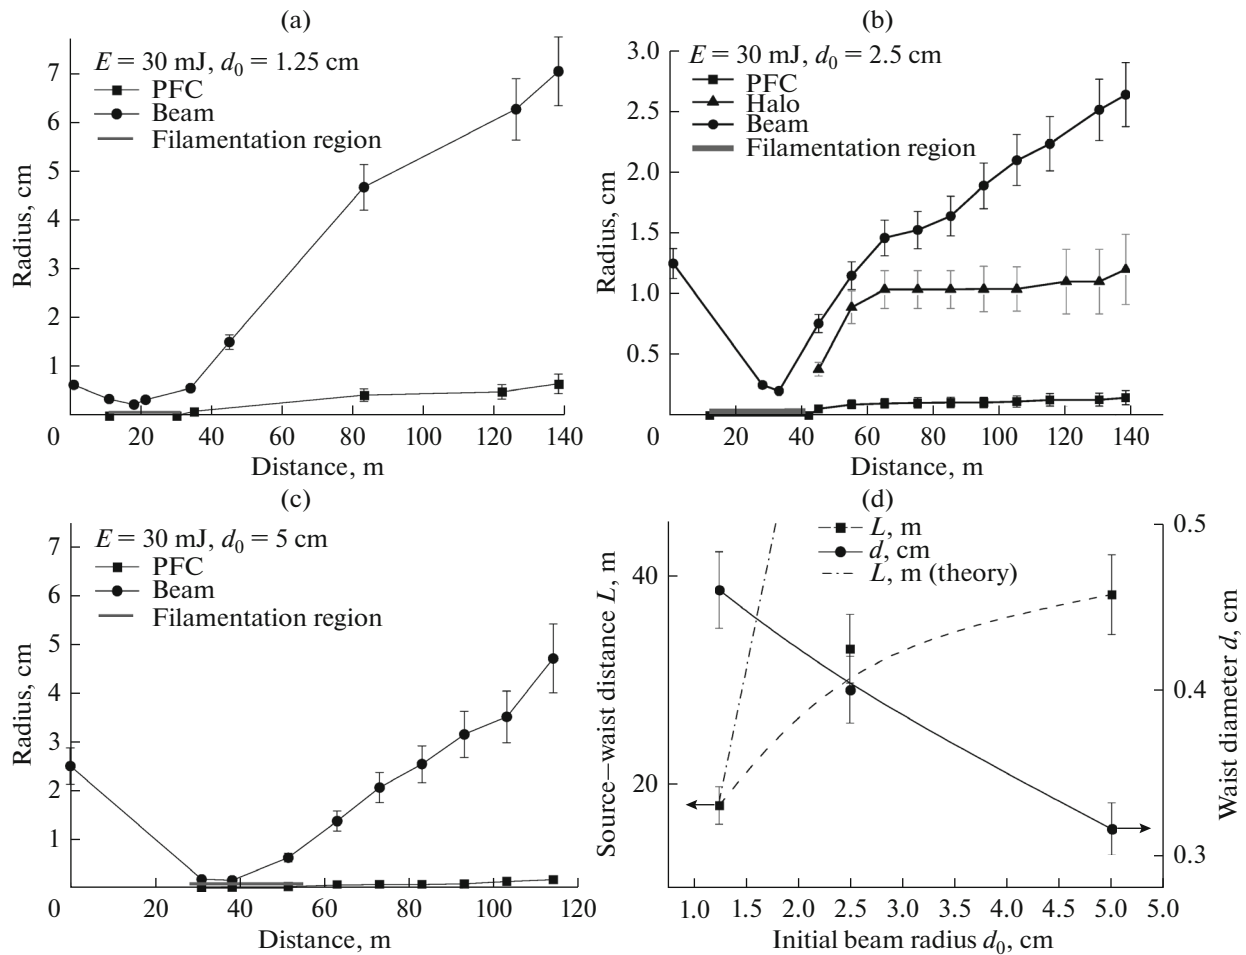 (a)
E = 30 mJ, d0 = 1.25 cm
PFC
Beam
Filamentation region
Radius, cm
7
6
5
4
3
2
1
0
20
40
60
80
100
120
140
Distance, m
(b)
E = 30 mJ, d0 = 2.5 cm
PFC
Halo
Beam
Filamentation region
Radius, cm
3.0
2.5
2.0
1.5
1.0
0.5
0
20
40
60
80
100
120
140
Distance, m
(c)
E = 30 mJ, d0 = 5 cm
PFC
Beam
Filamentation region
Radius, cm
7
6
5
4
3
2
1
0
20
40
60
80
100
120
140
Distance, m
(d)
L, m
d, cm
L, m (theory)
Source–waist distance L, m
40
20
0.5
0.4
0.3
Waist diameter d, cm
1.0
1.5
2.0
2.5
3.0
3.5
4.0
4.5
5.0
5.0
Initial beam radius d0, cm